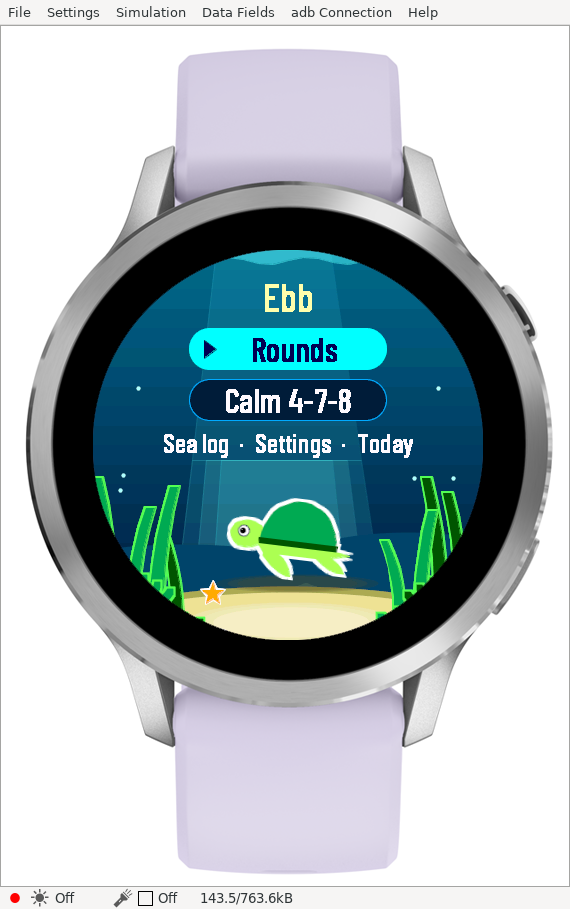 File Settings Simulation Data Fields adb Connection Help
Ebb
Rounds
Calm 4-7-8
Sea log · Settings · Today
Off Off 143.5/763.6kB